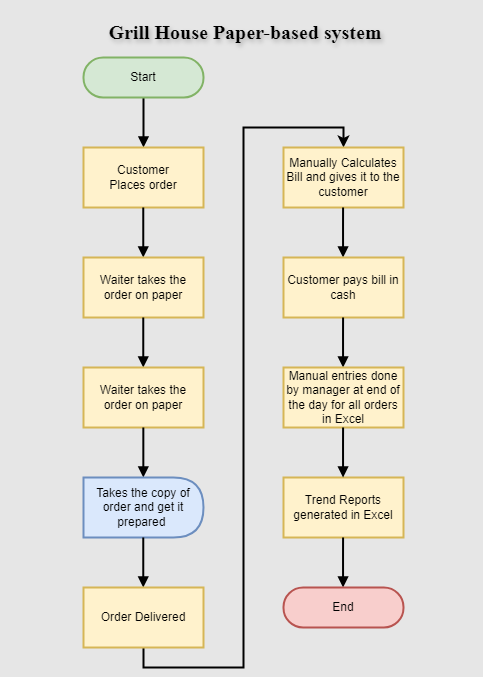 Grill House Paper-based system
Start
Customer
Places order
Waiter takes the
order on paper
Waiter takes the
order on paper
Takes the copy of
order and get it
prepared
Order Delivered
Manually Calculates
Bill and gives it to the
customer
Customer pays bill in
cash
Manual entries done
by manager at end of
the day for all orders
in Excel
Trend Reports
generated in Excel
End